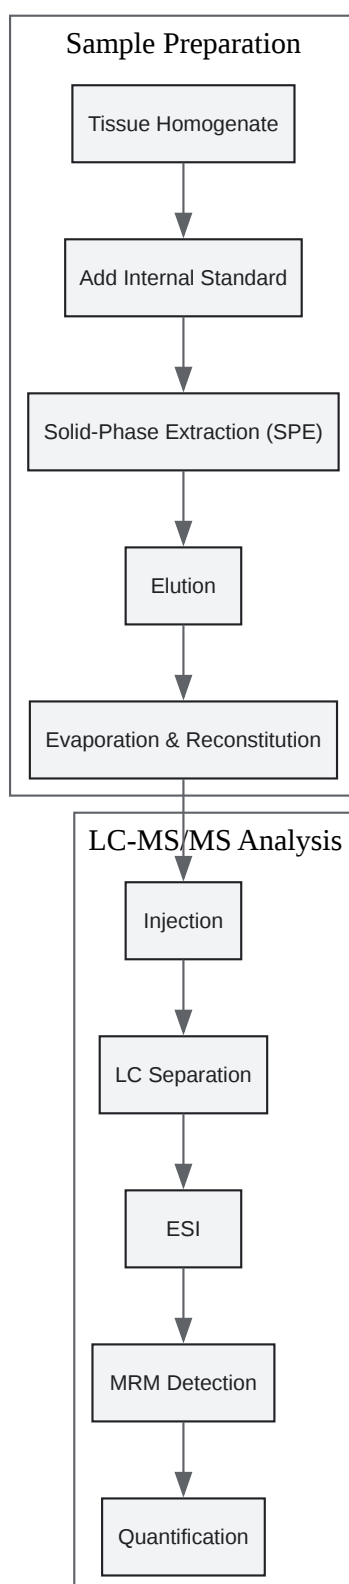 Sample Preparation
Tissue Homogenate
Add Internal Standard
Solid-Phase Extraction (SPE)
Elution
Evaporation & Reconstitution
LC-MS/MS Analysis
Injection
LC Separation
ESI
MRM Detection
Quantification